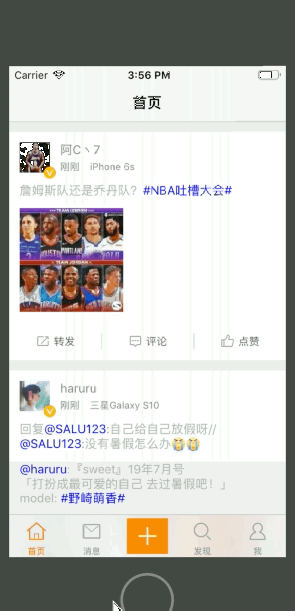 Carrier 3:56 PM
首页
阿C丶7
刚刚 iPhone 6s
詹姆斯队还是乔丹队？#NBA吐槽大会#
TEAM LEBRON
PORTLAND
TEAM JORDAN
转发 评论 点赞
haruru
刚刚 三星Galaxy S10
回复@SALU123:自己给自己放假呀//
@SALU123:没有暑假怎么办😭😭
@haruru:『sweet』19年7月号
「打扮成最可爱的自己 去过暑假吧！」
model: #野崎萌香#
首页 消息 发现 我